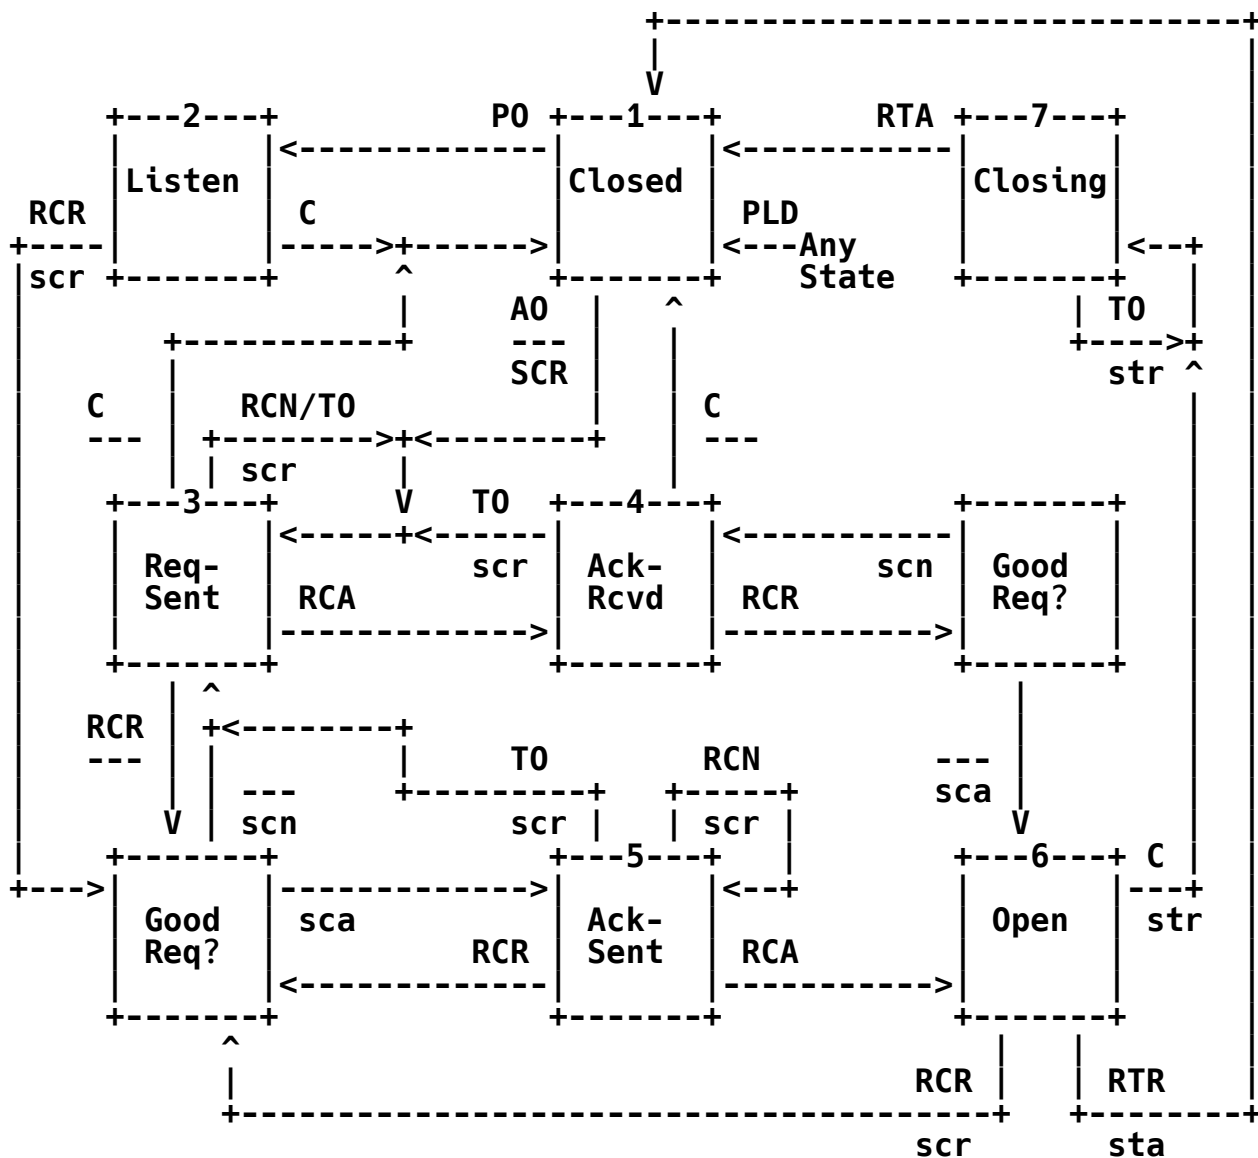 +------------------------------+
                                  |                              |
                                  V                              |
     +---2---+           PO +---1---+        RTA +---7---+       |
     |       |<-------------|       |<-----------|       |       |
     |Listen |              |Closed |            |Closing|       |
 RCR |       | C            |       | PLD        |       |       |
+----|       |----->+------>|       |<---Any     |       |<--+   |
|scr +-------+      ^       +-------+    State   +-------+   |   |
|                   |     AO  |   ^                    | TO  |   |
|       +-----------+     --- |   |                    +---->+   |
|       |                 SCR |   |                      str ^   |
|   C   |   RCN/TO            |   | C                        |   |
|   --- | +-------->+<--------+   | ---                      |   |
|       | | scr     |             |                          |   |
|    +---3---+      V   TO  +---4---+            +-------+   |   |
|    |       |<-----+<------|       |<-----------|       |   |   |
|    | Req-  |          scr | Ack-  |        scn | Good  |   |   |
|    | Sent  | RCA          | Rcvd  | RCR        | Req?  |   |   |
|    |       |------------->|       |----------->|       |   |   |
|    +-------+              +-------+            +-------+   |   |
|       | ^                                          |       |   |
|   RCR | +<--------+                                |       |   |
|   --- | |         |     TO       RCN           --- |       |   |
|       | | ---     +---------+  +-----+         sca |       |   |
|       V | scn           scr |  | scr |             V       |   |
|    +-------+              +---5---+ |          +---6---+ C |   |
+--->|       |------------->|       |<--+        |       |---+   |
     | Good  | sca          | Ack-  |            | Open  | str   |
     | Req?  |          RCR | Sent  | RCA        |       |       |
     |       |<-------------|       |----------->|       |       |
     +-------+              +-------+            +-------+       |
         ^                                         |   |         |
         |                                     RCR |   | RTR     |
         +-----------------------------------------+   +---------+
                                               scr       sta